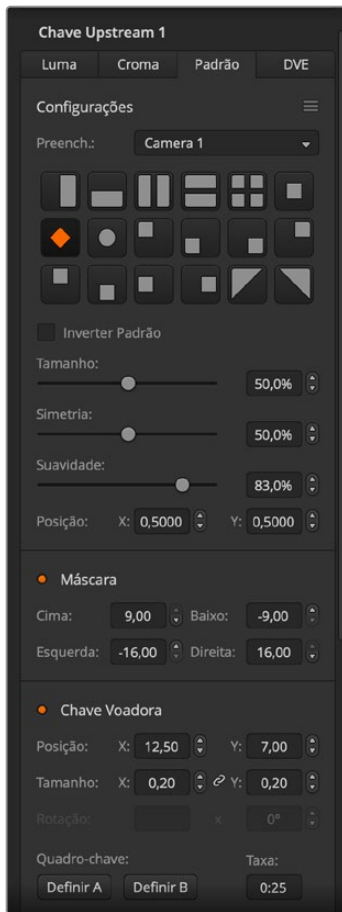 Chave Upstream 1
Luma Croma Padrão DVE
Configurações
Preench.: Camera 1
Inverter Padrão
Tamanho:
50,0%
Simetria:
50,0%
Suavidade:
83,0%
Posição: X: 0,5000 Y: 0,5000
Máscara
Cima: 9,00 Baixo: -9,00
Esquerda: -16,00 Direita: 16,00
Chave Voadora
Posição: X: 12,50 Y: 7,00
Tamanho: X: 0,20 Y: 0,20
Rotação: x 0°
Quadro-chave: Taxa:
Definir A Definir B 0:25